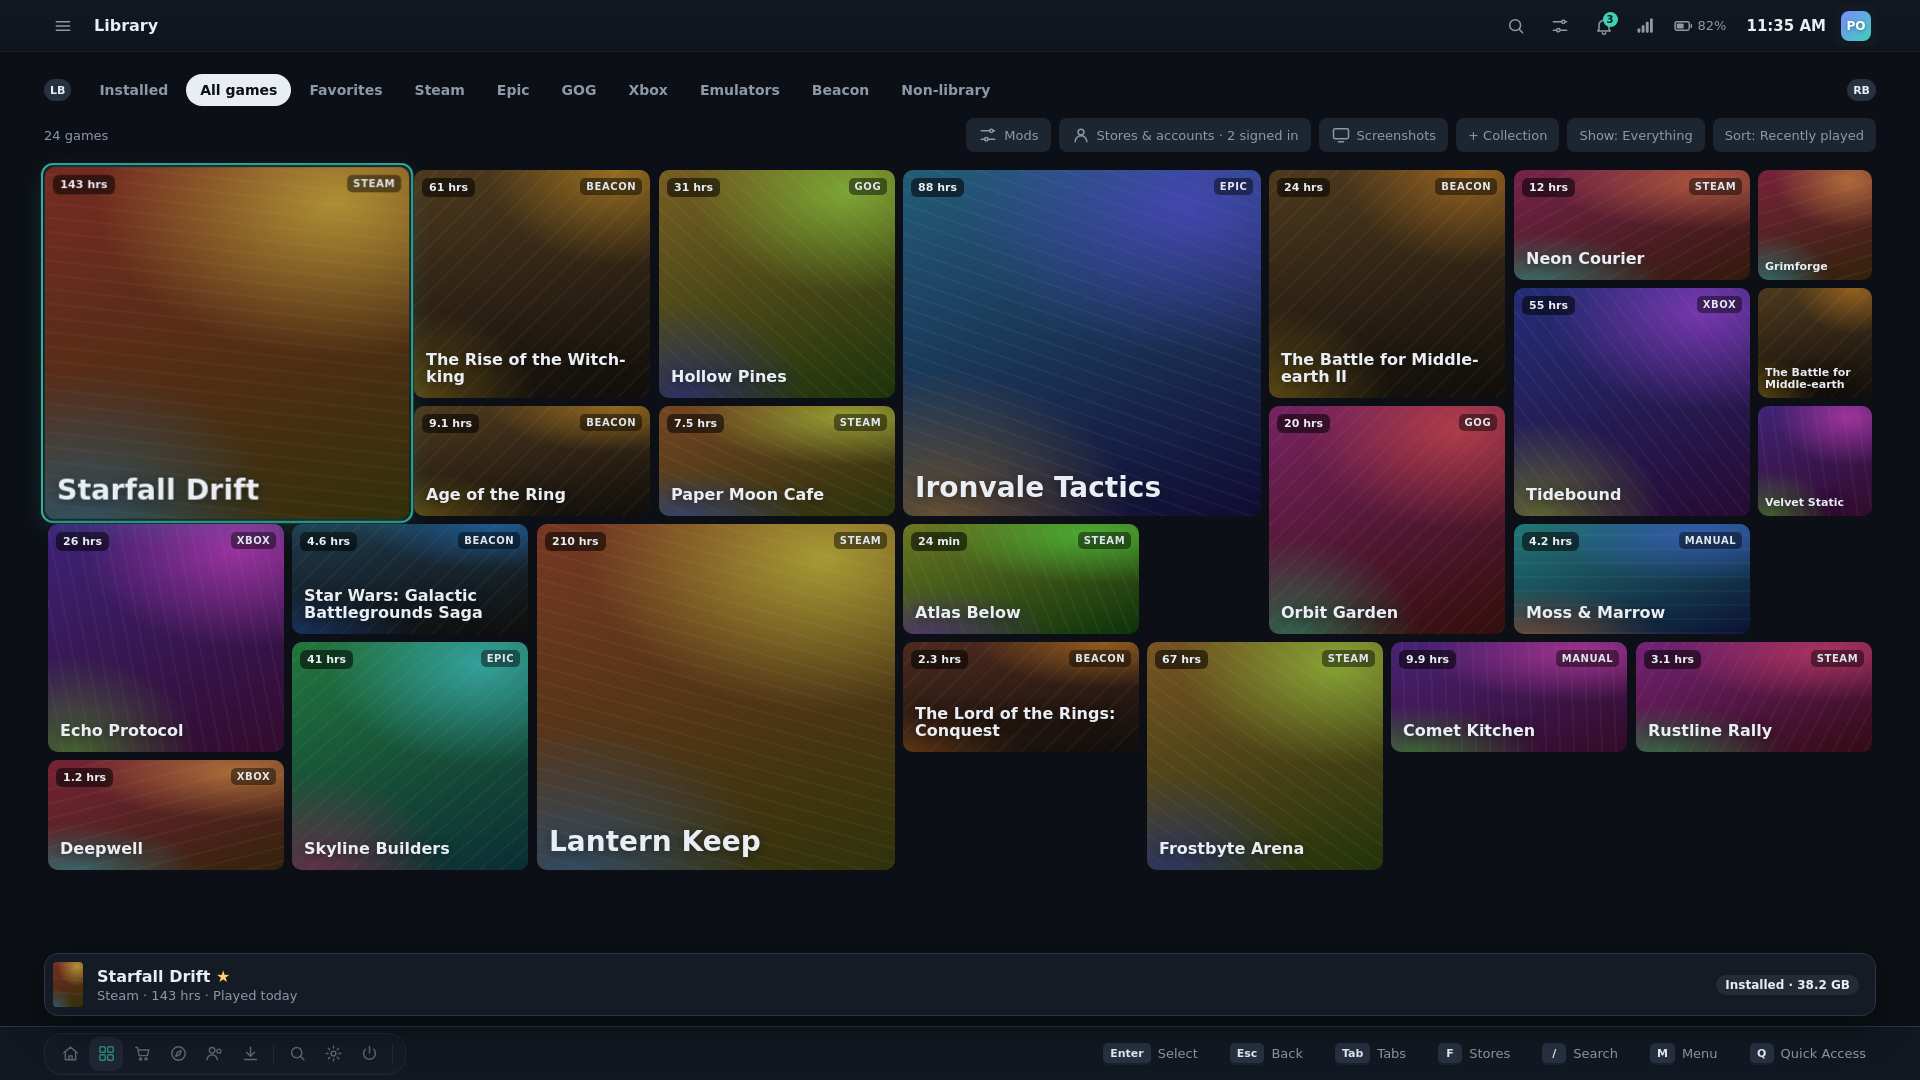 Library
3
82%
11:35 AM
PO
LB
Installed
All games
Favorites
Steam
Epic
GOG
Xbox
Emulators
Beacon
Non-library
RB
24 games
Mods
Stores & accounts · 2 signed in
Screenshots
+ Collection
Show: Everything
Sort: Recently played
143 hrs
STEAM
Starfall Drift
61 hrs
BEACON
The Rise of the Witch-
king
31 hrs
GOG
Hollow Pines
88 hrs
EPIC
Ironvale Tactics
24 hrs
BEACON
The Battle for Middle-
earth II
12 hrs
STEAM
Neon Courier
Grimforge
55 hrs
XBOX
Tidebound
The Battle for
Middle-earth
9.1 hrs
BEACON
Age of the Ring
7.5 hrs
STEAM
Paper Moon Cafe
20 hrs
GOG
Orbit Garden
Velvet Static
26 hrs
XBOX
Echo Protocol
4.6 hrs
BEACON
Star Wars: Galactic
Battlegrounds Saga
210 hrs
STEAM
Lantern Keep
24 min
STEAM
Atlas Below
4.2 hrs
MANUAL
Moss & Marrow
41 hrs
EPIC
Skyline Builders
2.3 hrs
BEACON
The Lord of the Rings:
Conquest
67 hrs
STEAM
Frostbyte Arena
9.9 hrs
MANUAL
Comet Kitchen
3.1 hrs
STEAM
Rustline Rally
1.2 hrs
XBOX
Deepwell
Starfall Drift ★
Steam · 143 hrs · Played today
Installed · 38.2 GB
Enter Select
Esc Back
Tab Tabs
F Stores
/ Search
M Menu
Q Quick Access